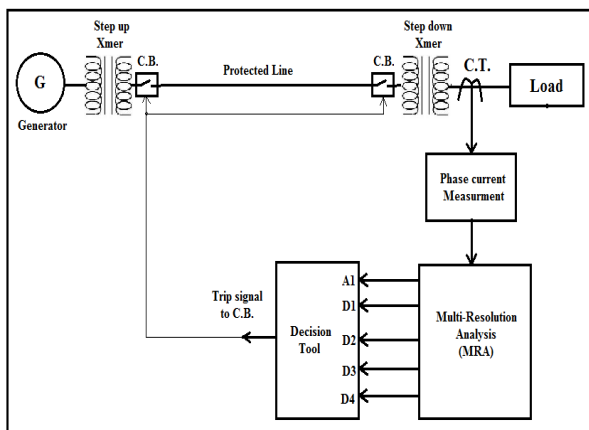 Step up
Xmer
C.B.
Step down
Xmer
C.B.
C.T.
G
Protected Line
Load
Generator
Phase current
Measurment
A1
D1
D2
D3
D4
Trip signal
to C.B.
Decision
Tool
Multi-Resolution
Analysis
(MRA)